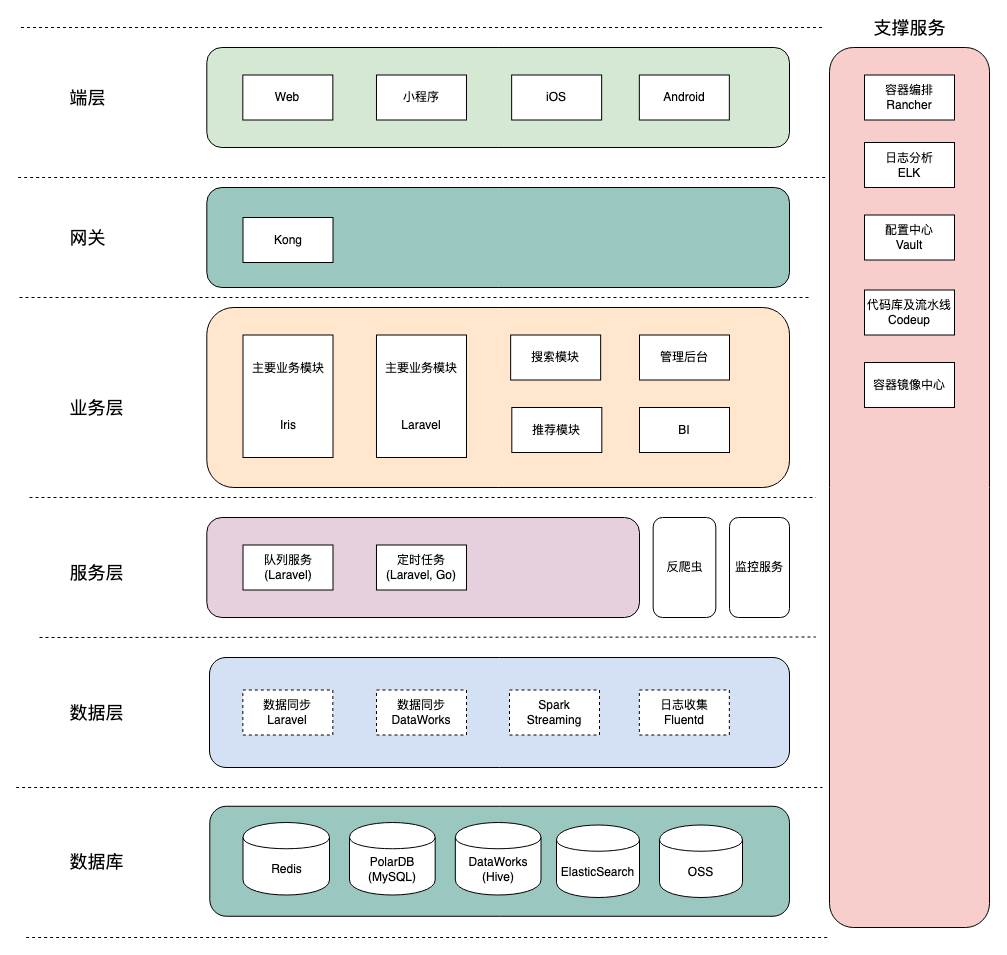 支撑服务
端层
Web
小程序
iOS
Android
网关
Kong
业务层
主要业务模块
Iris
主要业务模块
Laravel
搜索模块
管理后台
推荐模块
BI
服务层
队列服务
(Laravel)
定时任务
(Laravel, Go)
反爬虫
监控服务
数据层
数据同步
Laravel
数据同步
DataWorks
Spark
Streaming
日志收集
Fluentd
数据库
Redis
PolarDB
(MySQL)
DataWorks
(Hive)
ElasticSearch
OSS
容器编排
Rancher
日志分析
ELK
配置中心
Vault
代码库及流水线
Codeup
容器镜像中心